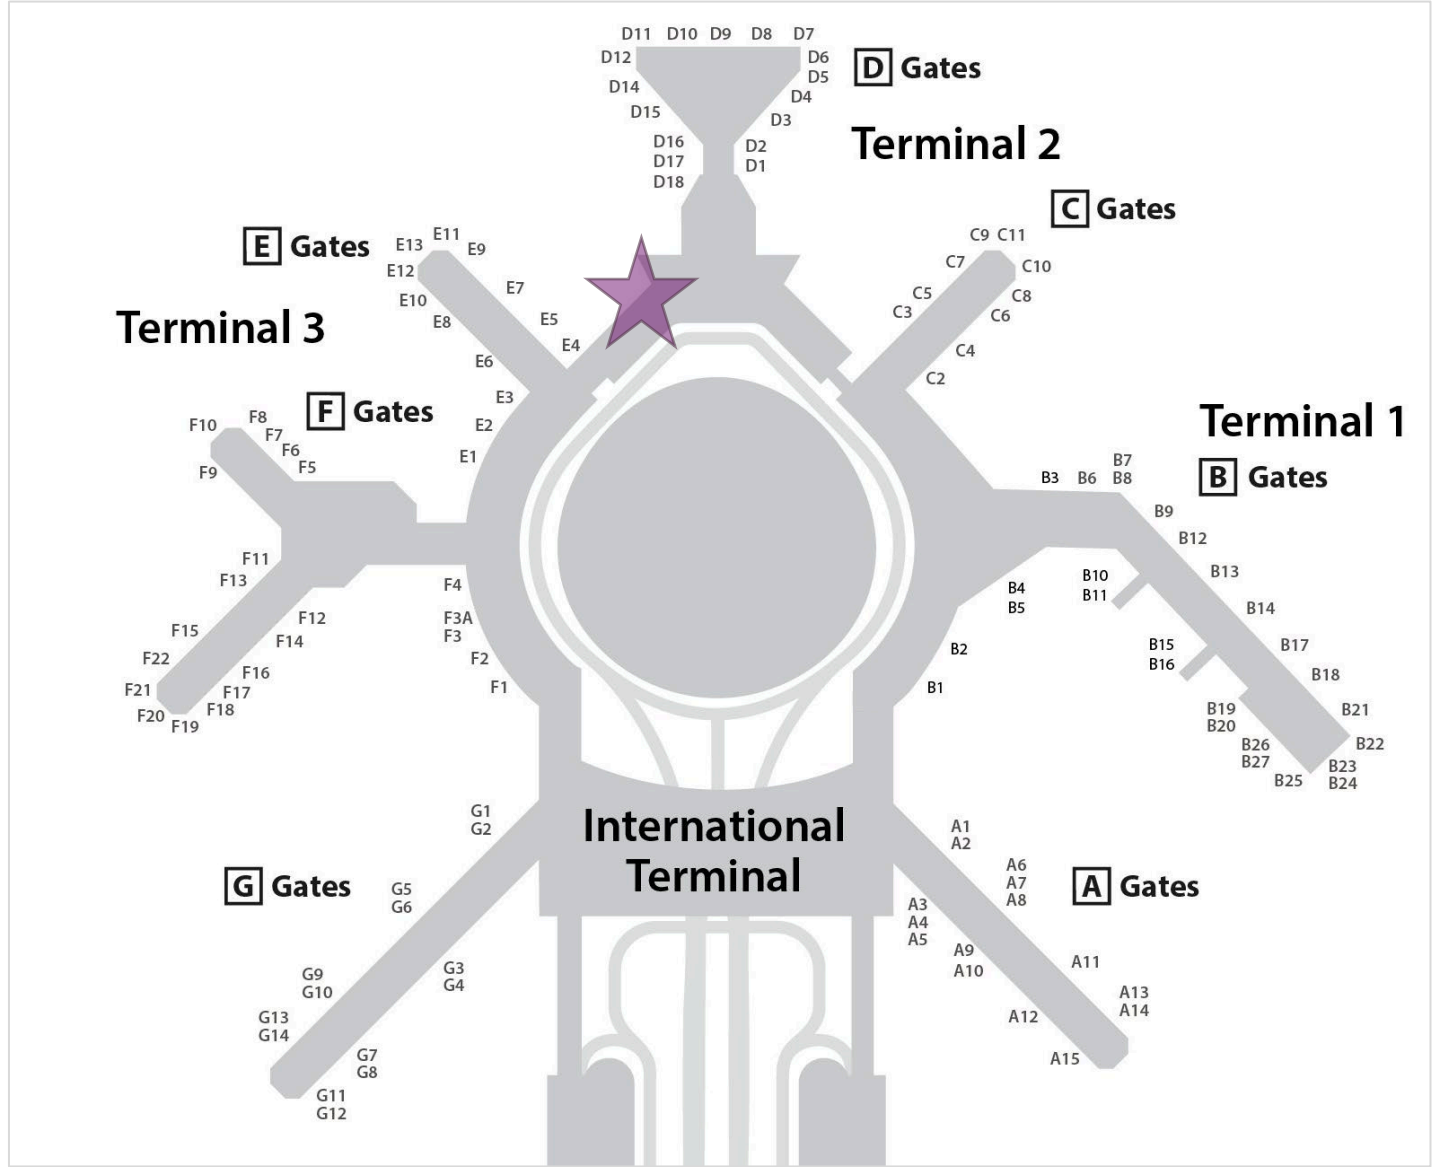 D11 D10 D9 D8 D7
D12
D6
D5
D14
D4
D15
D3
D16
D17
D18
D2
D1
D Gates
Terminal 2
C Gates
C9 C11
C7
C10
C5
C8
C3
C6
C4
C2
E Gates
E13
E11
E9
E12
E7
E10
E8
E5
E4
E6
E3
E2
E1
Terminal 3
F Gates
F10
F8
F7
F6
F5
F9
F11
F13
F4
F3A
F3
F2
F1
F12
F14
F15
F22
F16
F17
F18
F21
F20
F19
Terminal 1
B Gates
B3
B6
B7
B8
B9
B12
B13
B10
B11
B4
B5
B14
B2
B1
B15
B16
B17
B18
B19
B20
B21
B22
B26
B27
B25
B23
B24
International
Terminal
G1
G2
G Gates
G5
G6
G3
G4
G9
G10
G13
G14
G7
G8
G11
G12
A1
A2
A6
A7
A8
A Gates
A3
A4
A5
A9
A10
A11
A13
A14
A12
A15